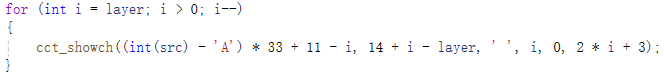 for (int i = layer; i > 0; i--)
{
    cct_showch((int(src) - 'A') * 33 + 11 - i, 14 + i - layer, ' ', i, 0, 2 * i + 3);
}